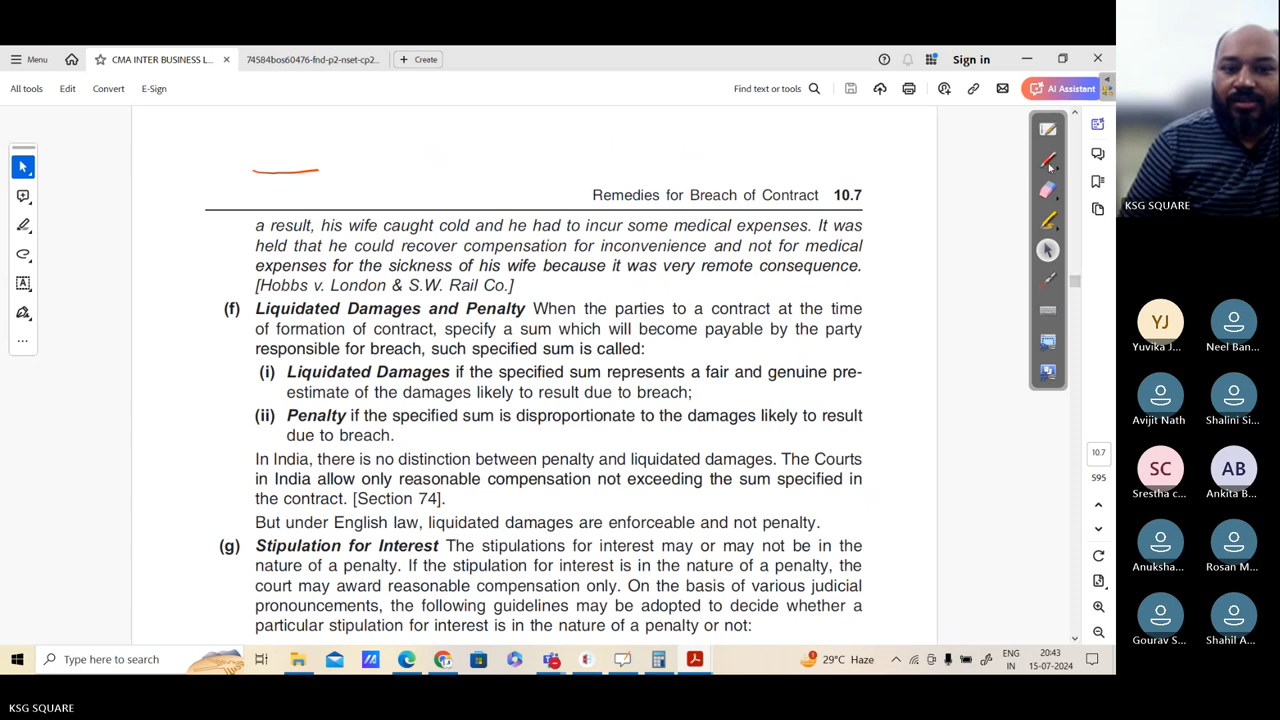 Menu
CMA INTER BUSINESS L...
74584bos60476-fnd-p2-nset-cp2...
Create
Sign in
All tools
Edit
Convert
E-Sign
Find text or tools
AI Assistant
Remedies for Breach of Contract 10.7
a result, his wife caught cold and he had to incur some medical expenses. It was
held that he could recover compensation for inconvenience and not for medical
expenses for the sickness of his wife because it was very remote consequence.
[Hobbs v. London & S.W. Rail Co.]
(f) Liquidated Damages and Penalty When the parties to a contract at the time
of formation of contract, specify a sum which will become payable by the party
responsible for breach, such specified sum is called:
(i) Liquidated Damages if the specified sum represents a fair and genuine pre-
estimate of the damages likely to result due to breach;
(ii) Penalty if the specified sum is disproportionate to the damages likely to result
due to breach.
In India, there is no distinction between penalty and liquidated damages. The Courts
in India allow only reasonable compensation not exceeding the sum specified in
the contract. [Section 74].
But under English law, liquidated damages are enforceable and not penalty.
(g) Stipulation for Interest The stipulations for interest may or may not be in the
nature of a penalty. If the stipulation for interest is in the nature of a penalty, the
court may award reasonable compensation only. On the basis of various judicial
pronouncements, the following guidelines may be adopted to decide whether a
particular stipulation for interest is in the nature of a penalty or not:
10.7
595
Type here to search
29°C Haze
ENG
IN
20:43
15-07-2024
KSG SQUARE
YJ
Yuvika J...
Neel Ban...
Avijit Nath
Shalini Si...
SC
Srestha c...
AB
Ankita B...
Anuksha...
Rosan M...
Gourav S...
Shahil A...
KSG SQUARE